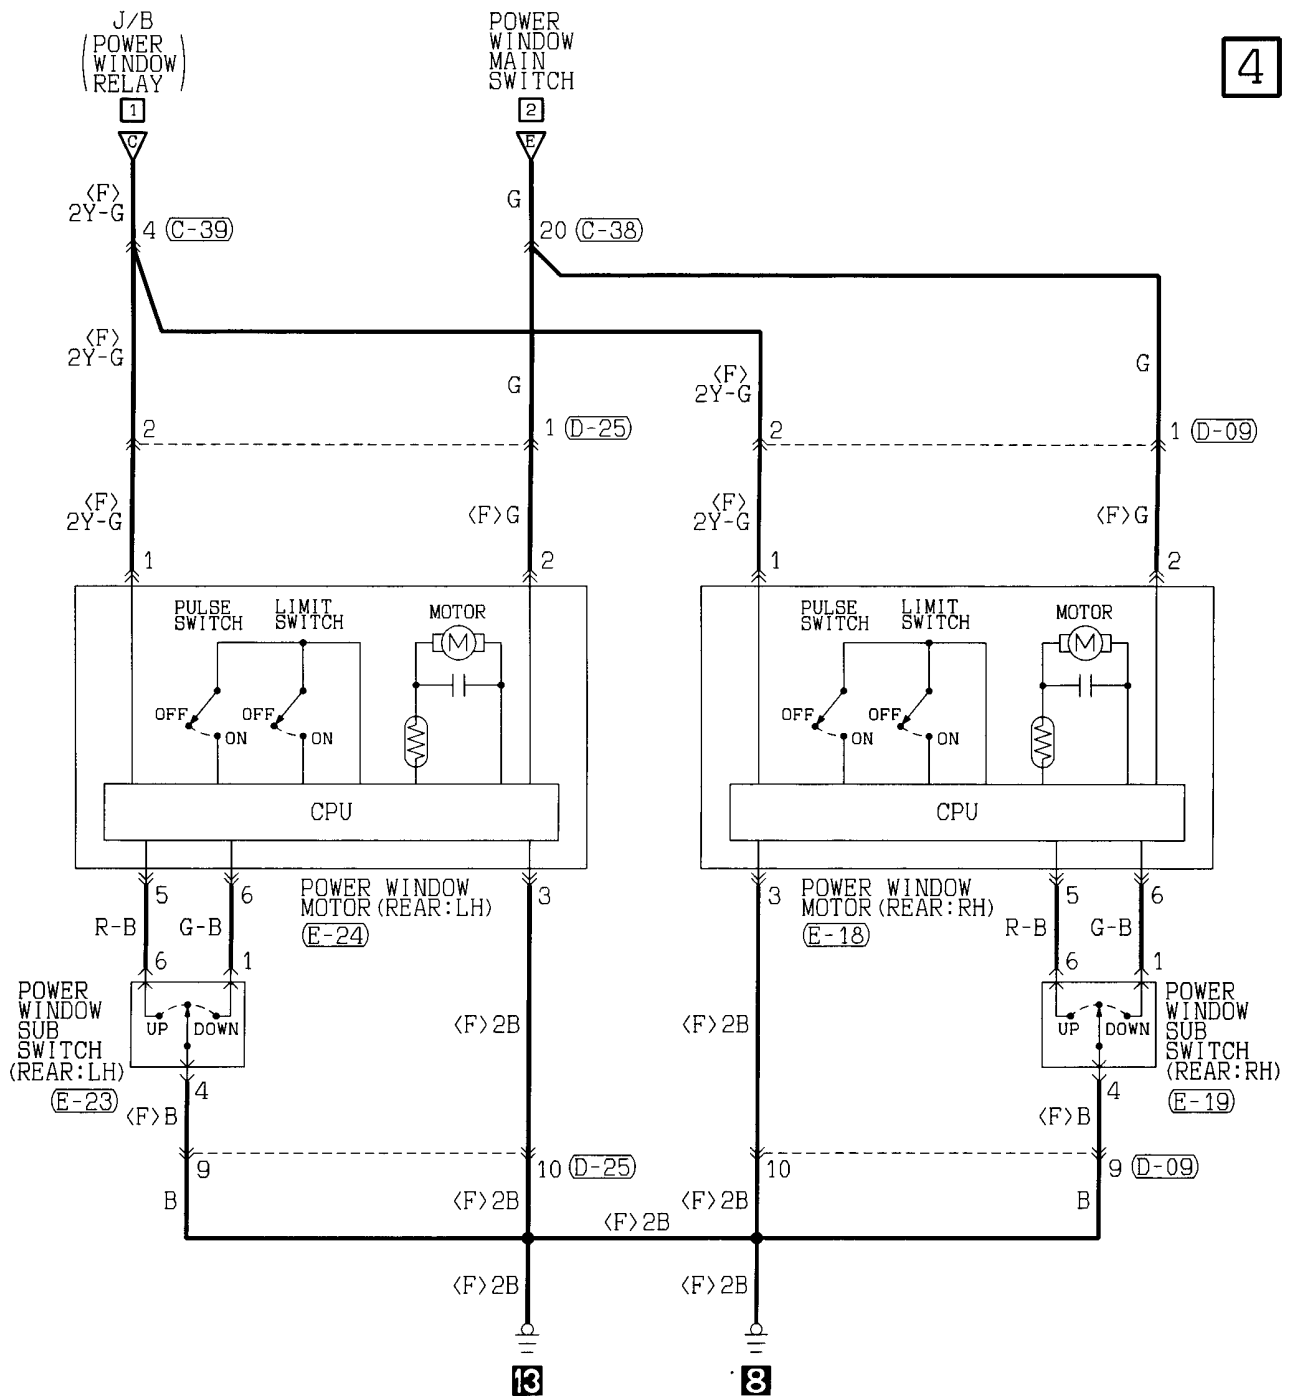 J/B
(POWER
WINDOW
RELAY)
1
C
POWER
WINDOW
MAIN
SWITCH
2
E
4
<F>
2Y-G
4 (C-39)
G
20 (C-38)
<F>
2Y-G
G
<F>
2Y-G
G
2
1 (D-25)
2
1 (D-09)
<F>
2Y-G
<F>G
<F>
2Y-G
<F>G
1
2
1
2
PULSE
SWITCH
LIMIT
SWITCH
MOTOR
M
OFF
ON
OFF
ON
CPU
PULSE
SWITCH
LIMIT
SWITCH
MOTOR
M
OFF
ON
OFF
ON
CPU
5
6
POWER WINDOW
MOTOR(REAR:LH)
(E-24)
3
3
POWER WINDOW
MOTOR(REAR:RH)
(E-18)
5
6
R-B
G-B
R-B
G-B
6
1
6
1
POWER
WINDOW
SUB
SWITCH
(REAR:LH)
(E-23)
UP
DOWN
<F>2B
<F>2B
UP
DOWN
POWER
WINDOW
SUB
SWITCH
(REAR:RH)
(E-19)
4
<F>B
4
<F>B
9
10 (D-25)
10
9 (D-09)
B
<F>2B
<F>2B
<F>2B
B
<F>2B
<F>2B
13
8